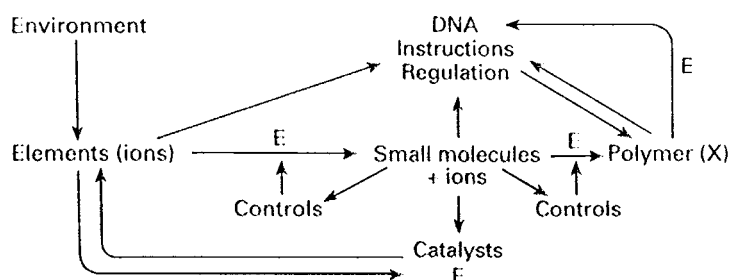 Environment
DNA
Instructions
Regulation
E
E
E
Elements (ions)
Small molecules
+ ions
Polymer (X)
Controls
Controls
Catalysts
E